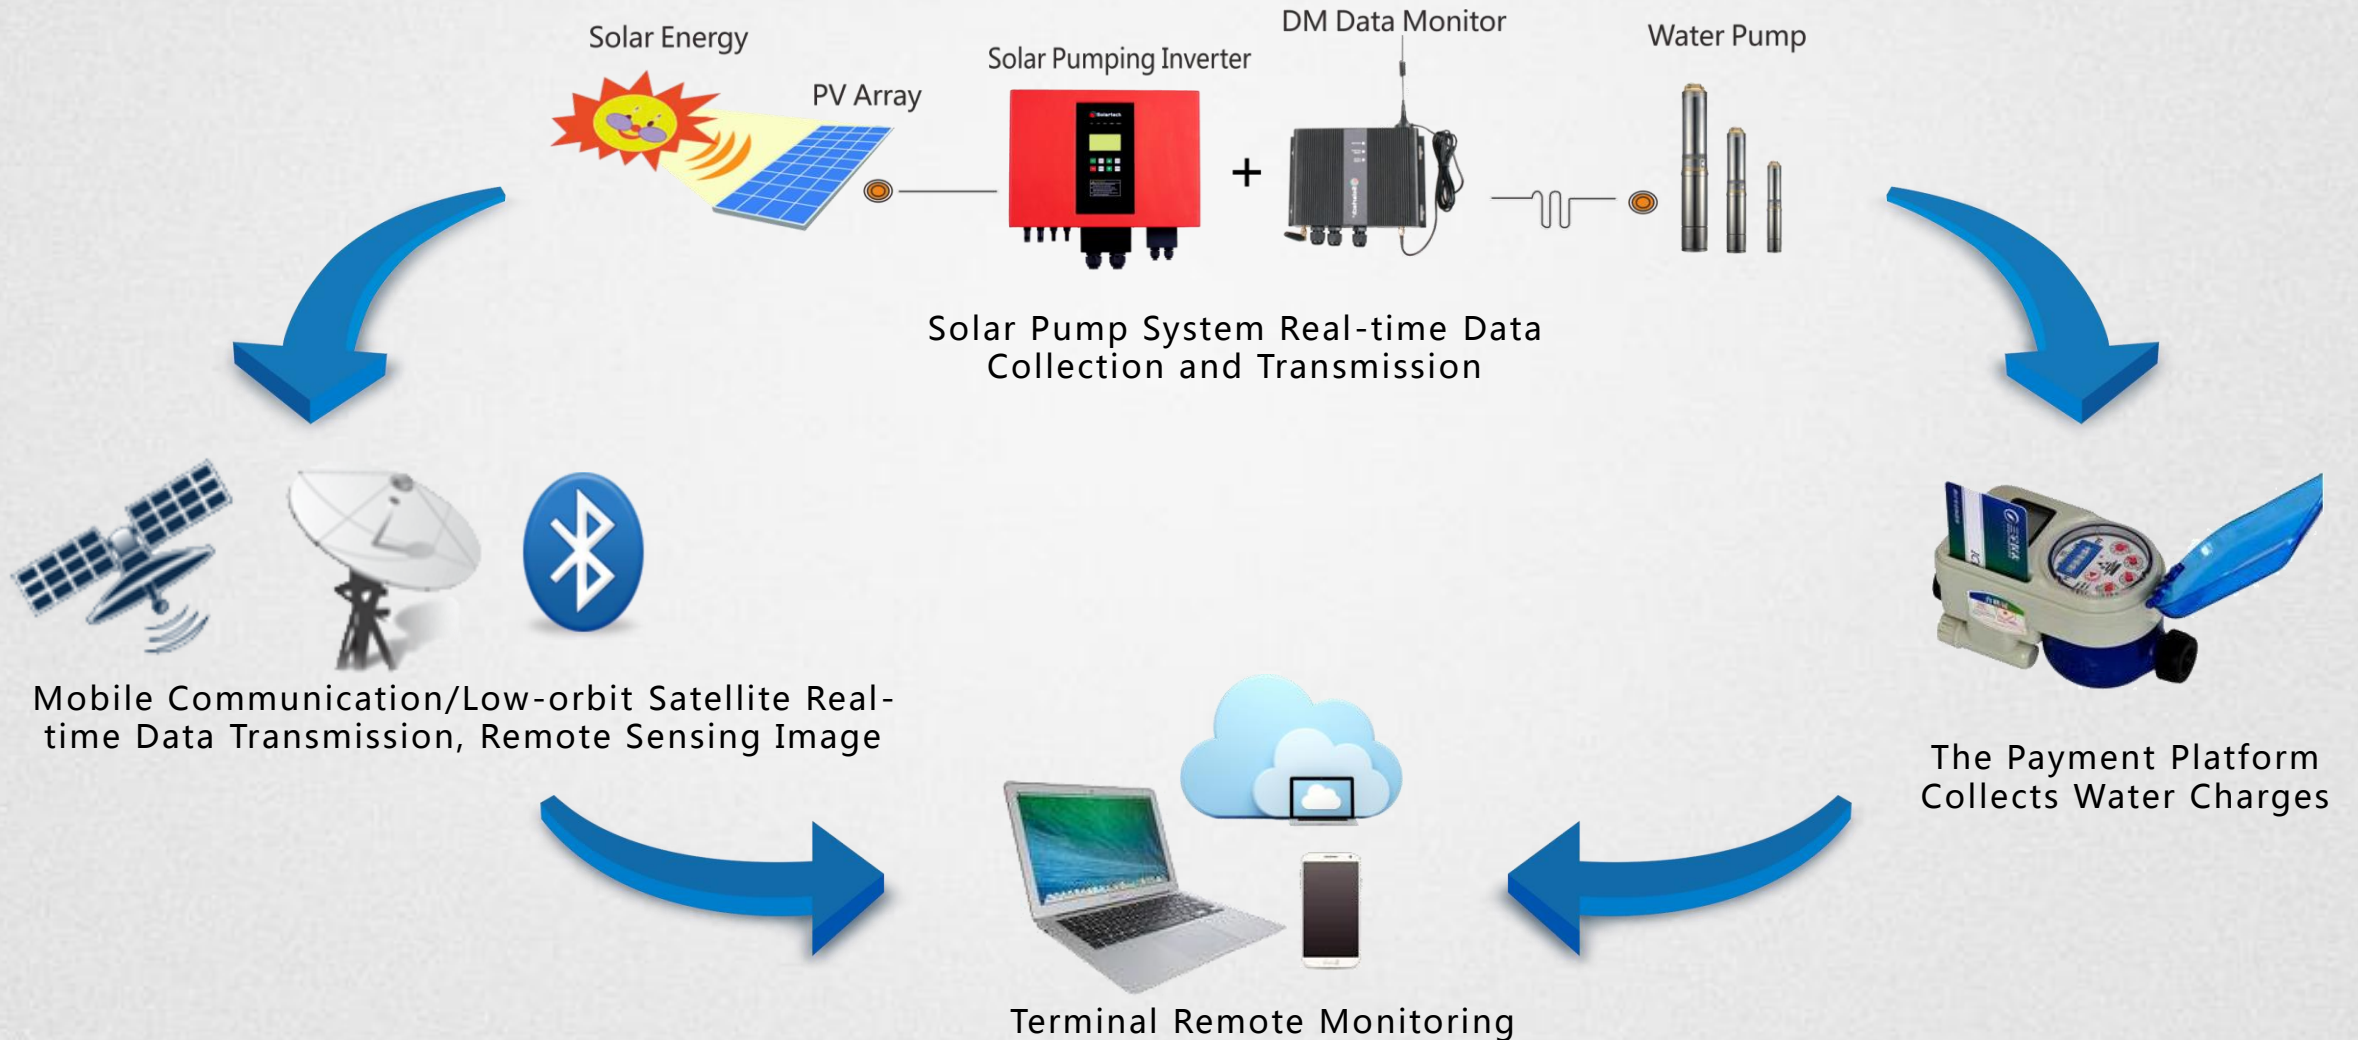 Solar Energy
PV Array
Solar Pumping Inverter
DM Data Monitor
Water Pump
Solartech
+
Solar Pump System Real-time Data
Collection and Transmission
Mobile Communication/Low-orbit Satellite Real-
time Data Transmission, Remote Sensing Image
The Payment Platform
Collects Water Charges
Terminal Remote Monitoring